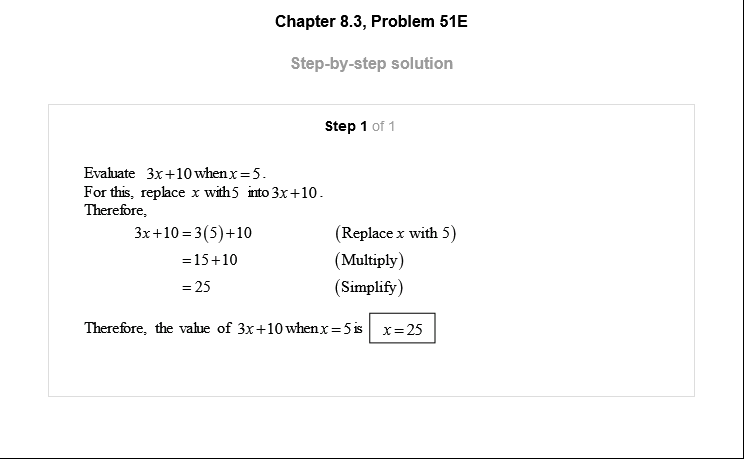 Chapter 8.3, Problem 51E
Step-by-step solution
Step 1 of 1
Evaluate 3x+10 when x=5.
For this, replace x with 5 into 3x+10.
Therefore,
3x+10=3(5)+10 (Replace x with 5)
=15+10 (Multiply)
=25 (Simplify)
Therefore, the value of 3x+10 when x=5 is x=25